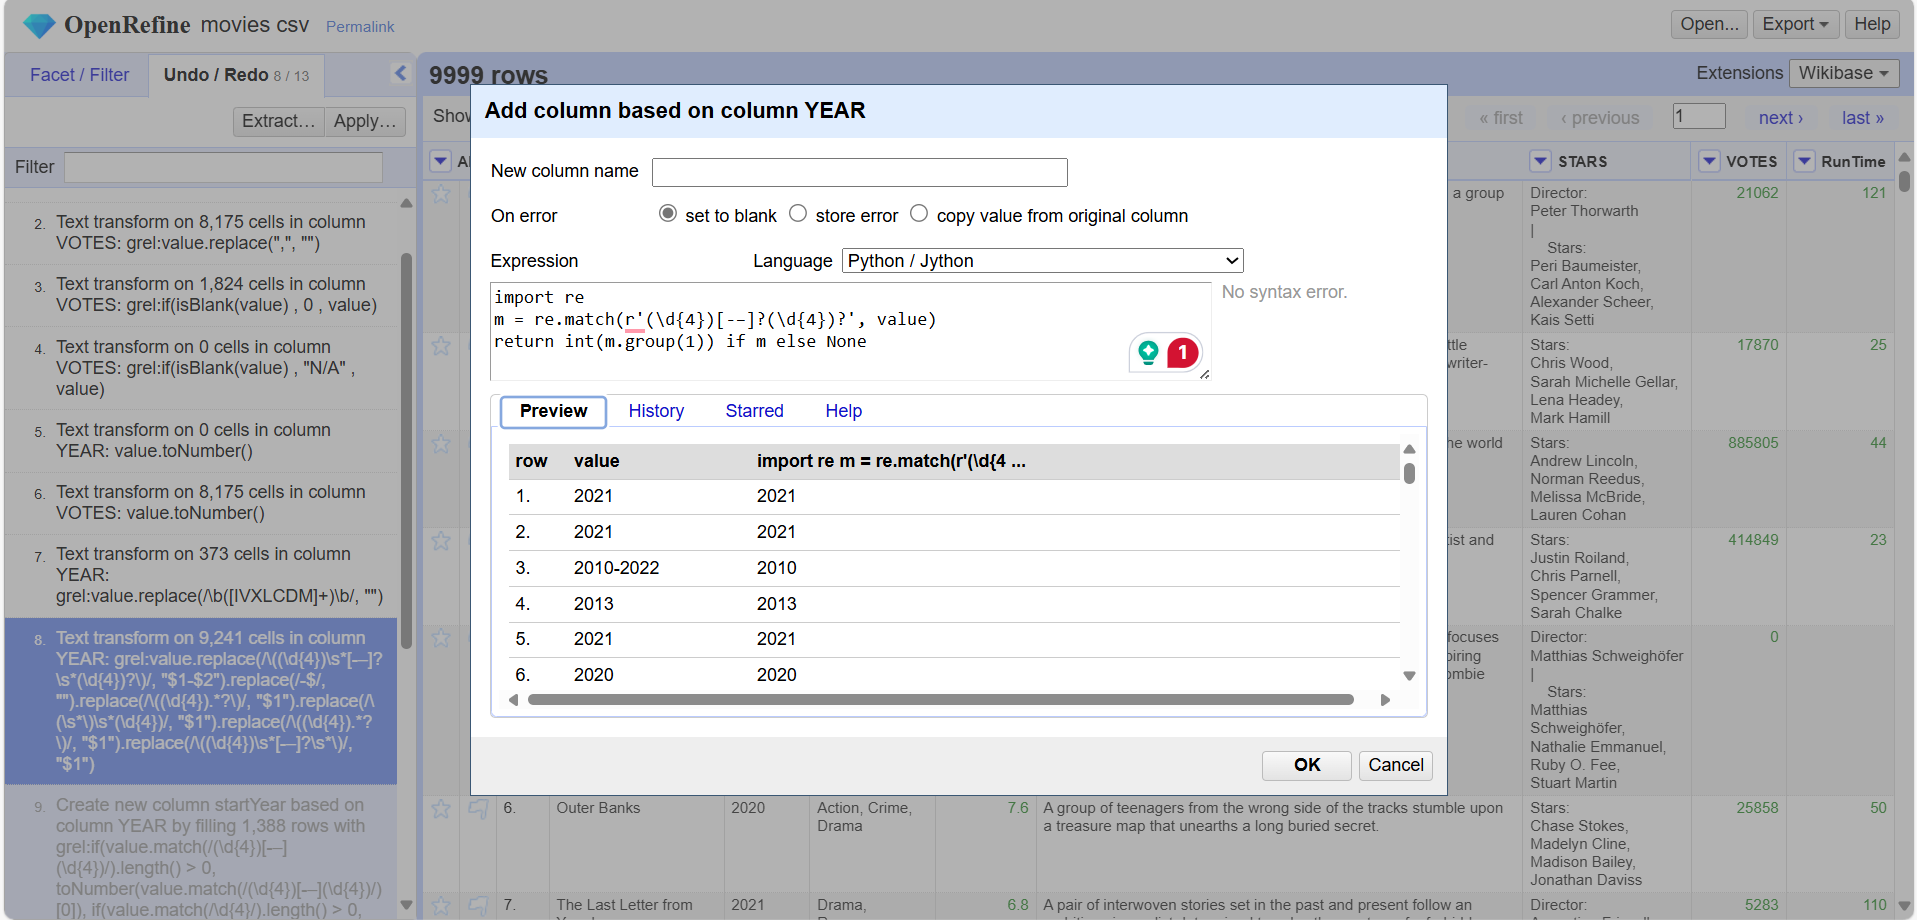 OpenRefine movies csv Permalink
Open... Export Help
Facet / Filter Undo / Redo 8 / 13
9999 rows
Extensions Wikibase
Extract... Apply...
Show
« first ‹ previous 1 next › last »
Filter
STARS VOTES RunTime
2. Text transform on 8,175 cells in column
VOTES: grel:value.replace(",", "")
3. Text transform on 1,824 cells in column
VOTES: grel:if(isBlank(value) , 0 , value)
4. Text transform on 0 cells in column
VOTES: grel:if(isBlank(value) , "N/A" ,
value)
5. Text transform on 0 cells in column
YEAR: value.toNumber()
6. Text transform on 8,175 cells in column
VOTES: value.toNumber()
7. Text transform on 373 cells in column
YEAR:
grel:value.replace(/\b([IVXLCDM]+)\b/, "")
8. Text transform on 9,241 cells in column
YEAR: grel:value.replace(/\((\d{4})\s*[-–]?
\s*(\d{4})?\)/, "$1-$2").replace(/-$/,
"").replace(/\((\d{4}).*?\)/, "$1").replace(/\
(\s*\)\s*(\d{4})/, "$1").replace(/\((\d{4}).*?
\)/, "$1").replace(/\((\d{4})\s*[-–]?\s*\)/,
"$1")
9. Create new column startYear based on
column YEAR by filling 1,388 rows with
grel:if(value.match(/(\d{4})[-–]
(\d{4})/).length() > 0,
toNumber(value.match(/(\d{4})[-–](\d{4})/)
[0]), if(value.match(/\d{4}/).length() > 0,
Add column based on column YEAR
New column name
On error set to blank store error copy value from original column
Expression Language Python / Jython
import re
m = re.match(r'(\d{4})[-–]?(\d{4})?', value)
return int(m.group(1)) if m else None
No syntax error.
1
Preview History Starred Help
row value import re m = re.match(r'(\d{4 ...
1. 2021 2021
2. 2021 2021
3. 2010-2022 2010
4. 2013 2013
5. 2021 2021
6. 2020 2020
OK Cancel
a group
Director:
Peter Thorwarth
|
Stars:
Peri Baumeister,
Carl Anton Koch,
Alexander Scheer,
Kais Setti
21062 121
writer-
Stars:
Chris Wood,
Sarah Michelle Gellar,
Lena Headey,
Mark Hamill
17870 25
world
Stars:
Andrew Lincoln,
Norman Reedus,
Melissa McBride,
Lauren Cohan
885805 44
and
Stars:
Justin Roiland,
Chris Parnell,
Spencer Grammer,
Sarah Chalke
414849 23
focuses
Director:
Matthias Schweighöfer
|
Stars:
Matthias
Schweighöfer,
Nathalie Emmanuel,
Ruby O. Fee,
Stuart Martin
0
6. Outer Banks 2020 Action, Crime,
Drama
7.6 A group of teenagers from the wrong side of the tracks stumble upon
a treasure map that unearths a long buried secret.
Stars:
Chase Stokes,
Madelyn Cline,
Madison Bailey,
Jonathan Daviss
25858 50
7. The Last Letter from 2021 Drama, 6.8 A pair of interwoven stories set in the past and present follow an
Director:
5283 110